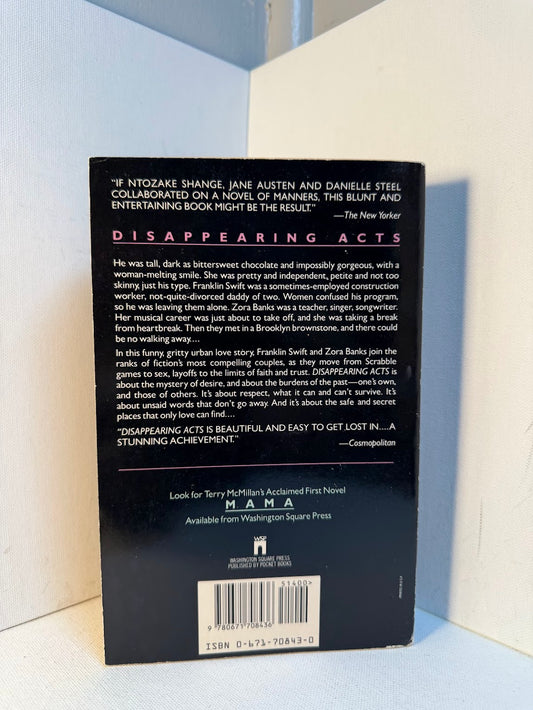 "IF NTOZAKE SHANGE, JANE AUSTEN AND DANIELLE STEEL
COLLABORATED ON A NOVEL OF MANNERS, THIS BLUNT AND
ENTERTAINING BOOK MIGHT BE THE RESULT."
—The New Yorker
DISAPPEARING ACTS
He was tall, dark as bittersweet chocolate and impossibly gorgeous, with a
woman-melting smile. She was pretty and independent, petite and not too
skinny, just his type. Franklin Swift was a sometimes-employed construction
worker, not-quite-divorced daddy of two. Women confused his program,
so he was leaving them alone. Zora Banks was a teacher, singer, songwriter.
Her musical career was just about to take off, and she was taking a break
from heartbreak. Then they met in a Brooklyn brownstone, and there could
be no walking away....
In this funny, gritty urban love story, Franklin Swift and Zora Banks join the
ranks of fiction's most compelling couples, as they move from Scrabble
games to sex, layoffs to the limits of faith and trust. DISAPPEARING ACTS is
about the mystery of desire, and about the burdens of the past—one's own,
and those of others. It's about respect, what it can and can't survive. It's
about unsaid words that don't go away. And it's about the safe and secret
places that only love can find....
"DISAPPEARING ACTS IS BEAUTIFUL AND EASY TO GET LOST IN....A
STUNNING ACHIEVEMENT."
—Cosmopolitan
Look for Terry McMillan's Acclaimed First Novel
MAMA
Available from Washington Square Press
WSP
WASHINGTON SQUARE PRESS
PUBLISHED BY POCKET BOOKS
51400>
9 780671 708436
ISBN 0-671-70843-0